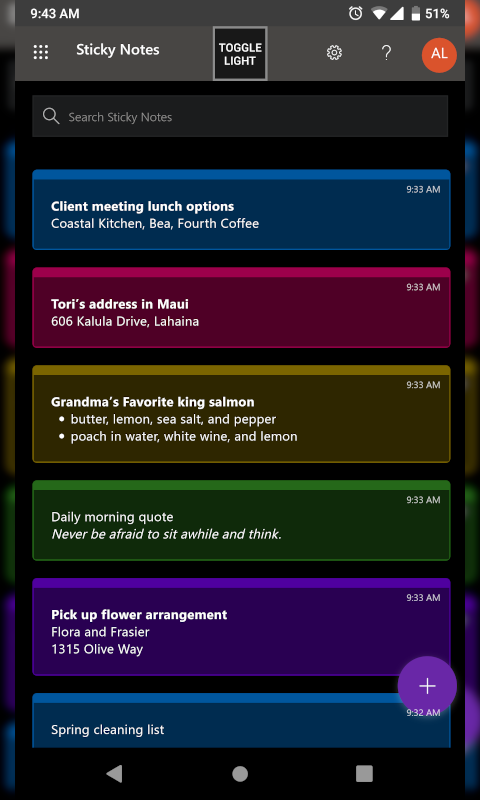 9:43 AM
51%
Sticky Notes
TOGGLE
LIGHT
?
AL
Search Sticky Notes
9:33 AM
Client meeting lunch options
Coastal Kitchen, Bea, Fourth Coffee
9:33 AM
Tori's address in Maui
606 Kalula Drive, Lahaina
9:33 AM
Grandma's Favorite king salmon
• butter, lemon, sea salt, and pepper
• poach in water, white wine, and lemon
9:33 AM
Daily morning quote
Never be afraid to sit awhile and think.
9:33 AM
Pick up flower arrangement
Flora and Frasier
1315 Olive Way
9:32 AM
Spring cleaning list